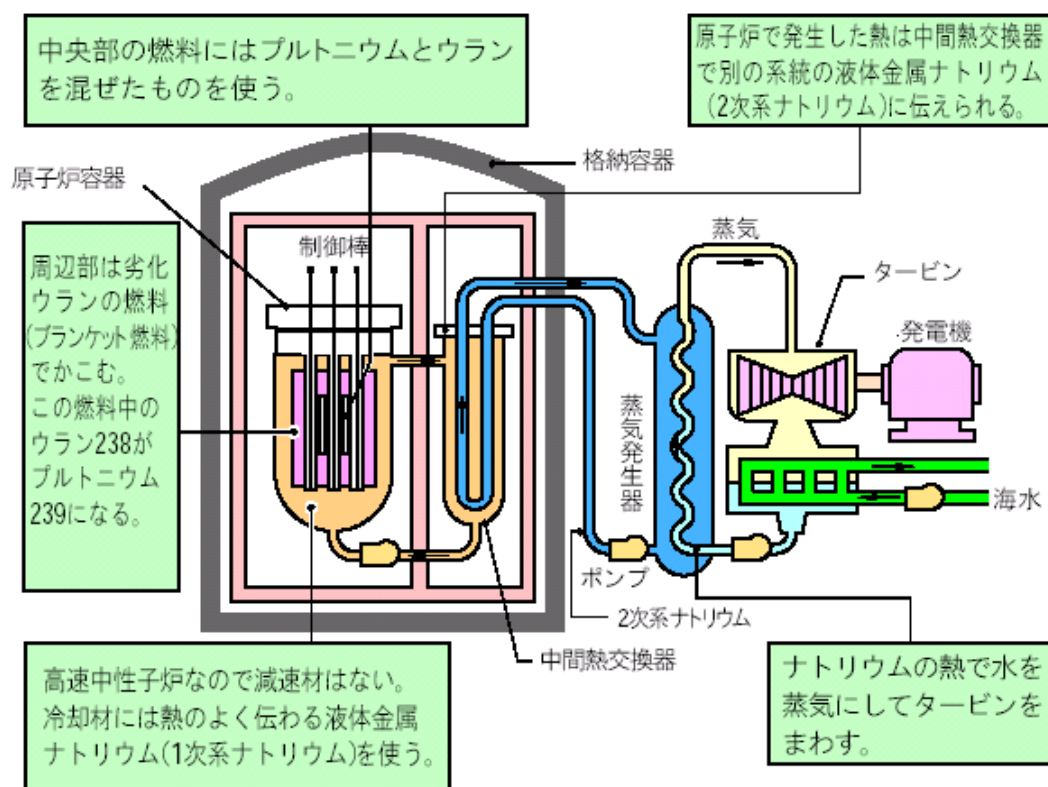 中央部の燃料にはプルトニウムとウラン
を混ぜたものを使う。
原子炉で発生した熱は中間熱交換器
で別の系統の液体金属ナトリウム
(2次系ナトリウム)に伝えられる。
格納容器
原子炉容器
制御棒
蒸気
タービン
発電機
周辺部は劣化
ウランの燃料
(ブランケット燃料)
でかこむ。
この燃料中の
ウラン238が
プルトニウム
239になる。
蒸気発生器
海水
ポンプ
2次系ナトリウム
中間熱交換器
高速中性子炉なので減速材はない。
冷却材には熱のよく伝わる液体金属
ナトリウム(1次系ナトリウム)を使う。
ナトリウムの熱で水を
蒸気にしてタービンを
まわす。